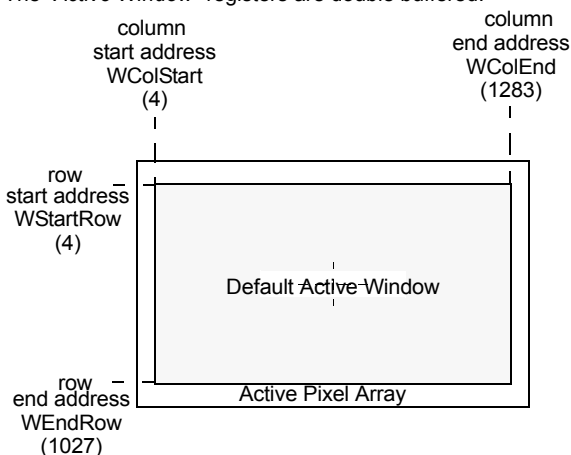 The "Active Window" registers are double buffered.
column
start address
WColStart
(4)
column
end address
WColEnd
(1283)
row
start address
WStartRow
(4)
Default Active Window
row
end address
WEndRow
(1027)
Active Pixel Array